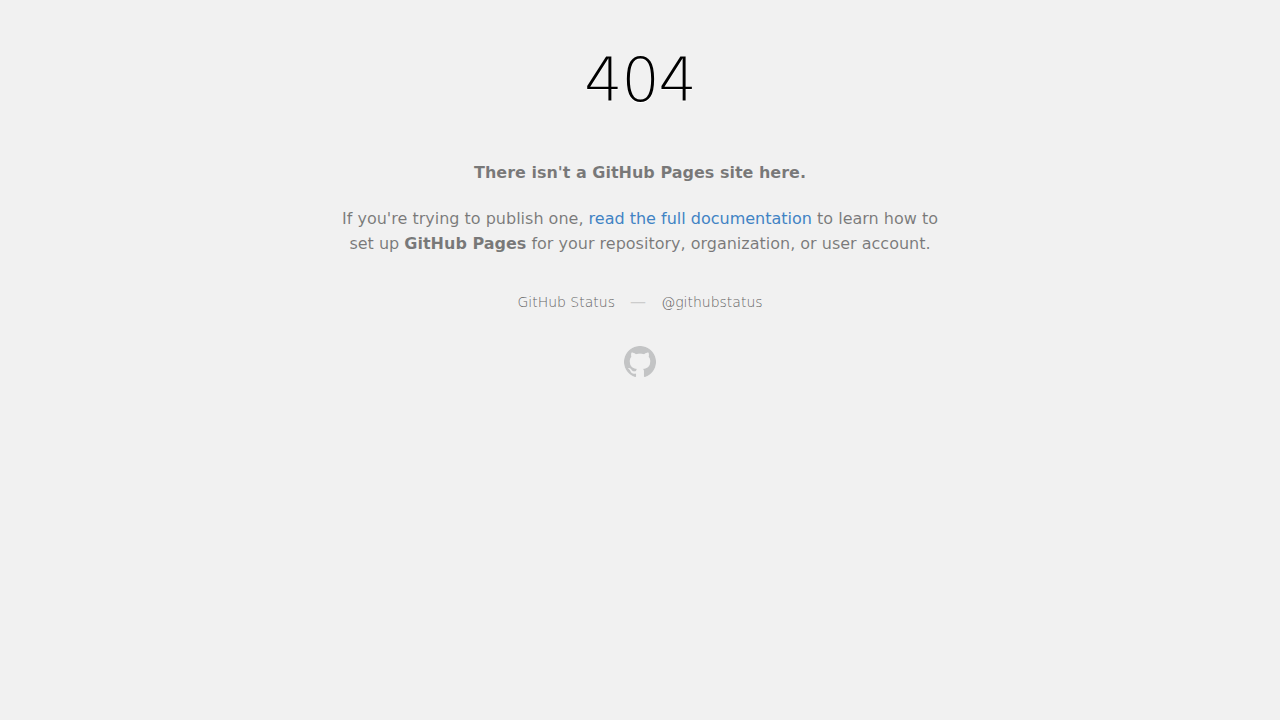 404
There isn't a GitHub Pages site here.
If you're trying to publish one, read the full documentation to learn how to
set up GitHub Pages for your repository, organization, or user account.
GitHub Status — @githubstatus